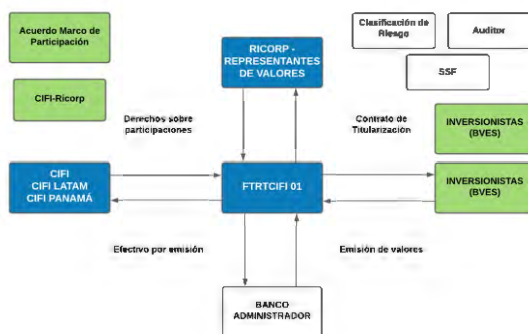 Acuerdo Marco de
Participación
CIFI-Ricorp
RICORP -
REPRESENTANTES
DE VALORES
Clasificación de
Riesgo
Auditor
SSF
Derechos sobre
participaciones
Contrato de
Titularización
INVERSIONISTAS
(BVES)
CIFI
CIFI LATAM
CIFI PANAMÁ
FTRTCIFI 01
INVERSIONISTAS
(BVES)
Efectivo por emisión
Emisión de valores
BANCO
ADMINISTRADOR